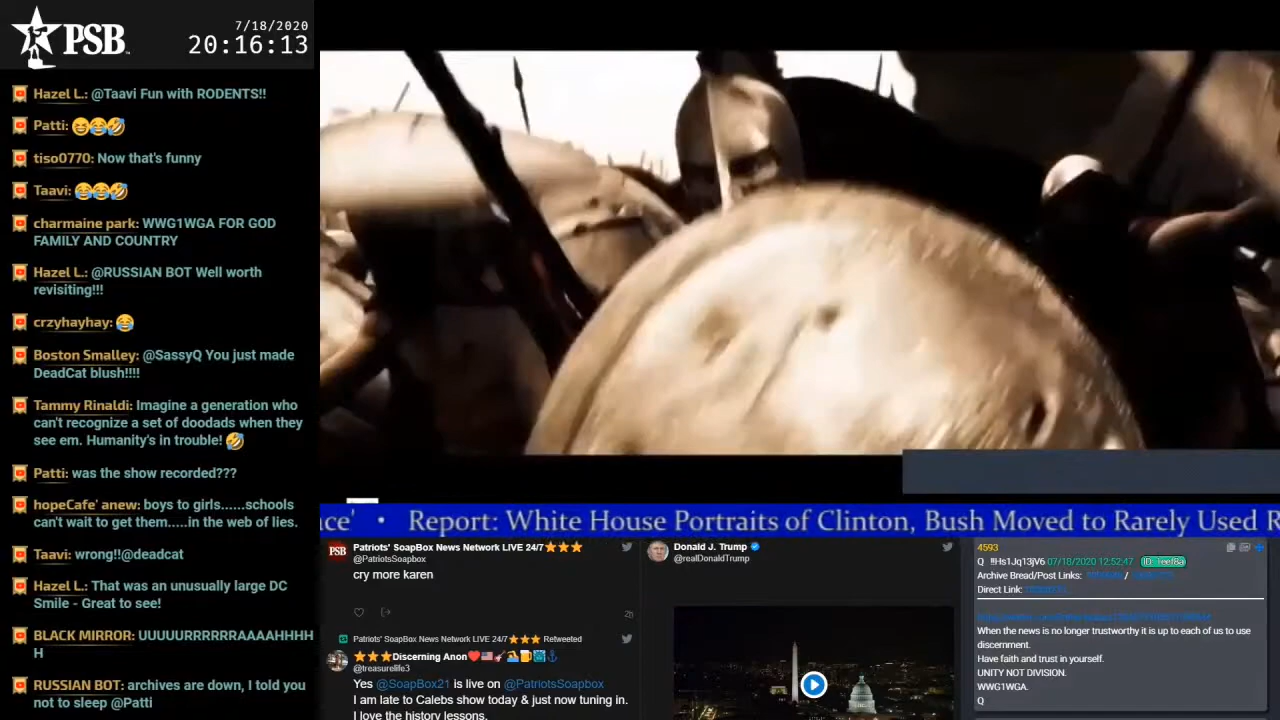 PSB
7/18/2020
20:16:13
Hazel L.: @Taavi Fun with RODENTS!!
Patti: 😆😂🤣
tiso0770: Now that's funny
Taavi: 😂😂🤣
charmaine park: WWG1WGA FOR GOD
FAMILY AND COUNTRY
Hazel L.: @RUSSIAN BOT Well worth
revisiting!!!
crzyhayhay: 😂
Boston Smalley: @SassyQ You just made
DeadCat blush!!!!
Tammy Rinaldi: Imagine a generation who
can't recognize a set of doodads when they
see em. Humanity's in trouble! 🤣
Patti: was the show recorded???
hopeCafe' anew: boys to girls......schools
can't wait to get them.....in the web of lies.
Taavi: wrong!!@deadcat
Hazel L.: That was an unusually large DC
Smile - Great to see!
BLACK MIRROR: UUUUURRRRRRAAAAHHHH
H
RUSSIAN BOT: archives are down, I told you
not to sleep @Patti
nce' • Report: White House Portraits of Clinton, Bush Moved to Rarely Used R
PSB
Patriots' SoapBox News Network LIVE 24/7⭐⭐⭐
@PatriotsSoapbox
cry more karen
2h
Patriots' SoapBox News Network LIVE 24/7⭐⭐⭐ Retweeted
⭐⭐⭐Discerning Anon
@treasurelife3
Yes @SoapBox21 is live on @PatriotsSoapbox
I am late to Calebs show today & just now tuning in.
I love the history lessons.
Donald J. Trump
@realDonaldTrump
4593
Q !!Hs1Jq13jV6 07/18/2020 12:52:47 ID: 1eef8a
Archive Bread/Post Links: /
Direct Link:
When the news is no longer trustworthy it is up to each of us to use
discernment.
Have faith and trust in yourself.
UNITY NOT DIVISION.
WWG1WGA.
Q